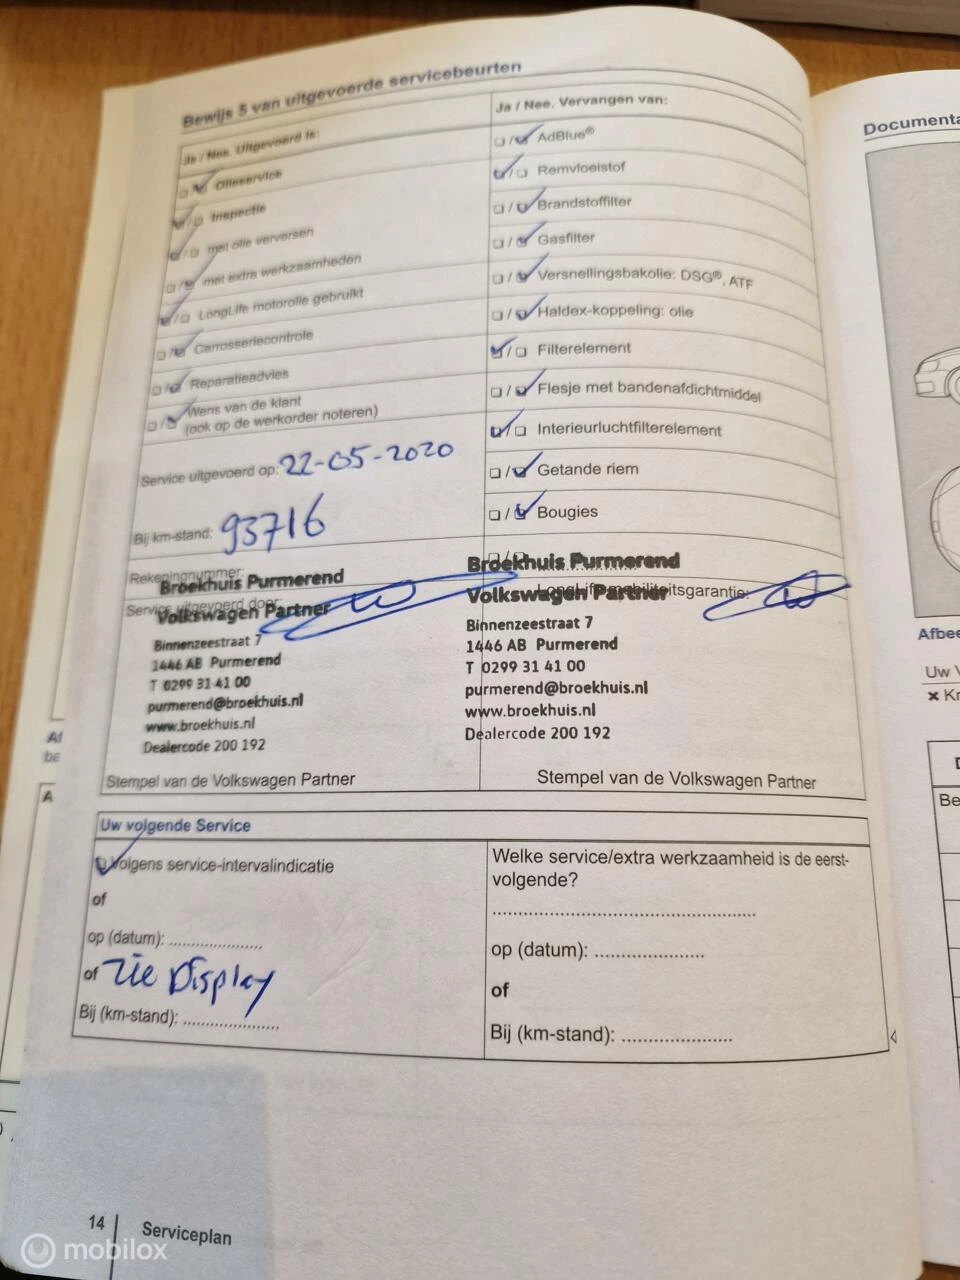 Bewijs 5 van uitgevoerde servicebeurten
Ja / Nee. Uitgevoerd is:
Olieservice
Inspectie
met olie verversen
met extra werkzaamheden
LongLife motorolie gebruikt
Carrosseriecontrole
Reparatieadvies
Wens van de klant
(ook op de werkorder noteren)
Service uitgevoerd op: 22-05-2020
Bij km-stand: 93716
Rekeningnummer:
Service uitgevoerd door:
Broekhuis Purmerend
Volkswagen Partner
Binnenzeestraat 7
1446 AB Purmerend
T 0299 31 41 00
purmerend@broekhuis.nl
www.broekhuis.nl
Dealercode 200 192
Stempel van de Volkswagen Partner
Ja / Nee. Vervangen van:
AdBlue®
Remvloeistof
Brandstoffilter
Gasfilter
Versnellingsbakolie: DSG®, ATF
Haldex-koppeling: olie
Filterelement
Flesje met bandenafdichtmiddel
Interieurluchtfilterelement
Getande riem
Bougies
LongLife mobiliteitsgarantie:
Broekhuis Purmerend
Volkswagen Partner
Binnenzeestraat 7
1446 AB Purmerend
T 0299 31 41 00
purmerend@broekhuis.nl
www.broekhuis.nl
Dealercode 200 192
Stempel van de Volkswagen Partner
Uw volgende Service
Volgens service-intervalindicatie
of
op (datum): ......................
of zie Display
Bij (km-stand): ......................
Welke service/extra werkzaamheid is de eerst-
volgende?
............................................................
op (datum): .........................
of
Bij (km-stand): .........................
14 Serviceplan
mobilox
Documenta
Afbee
Uw V
Be